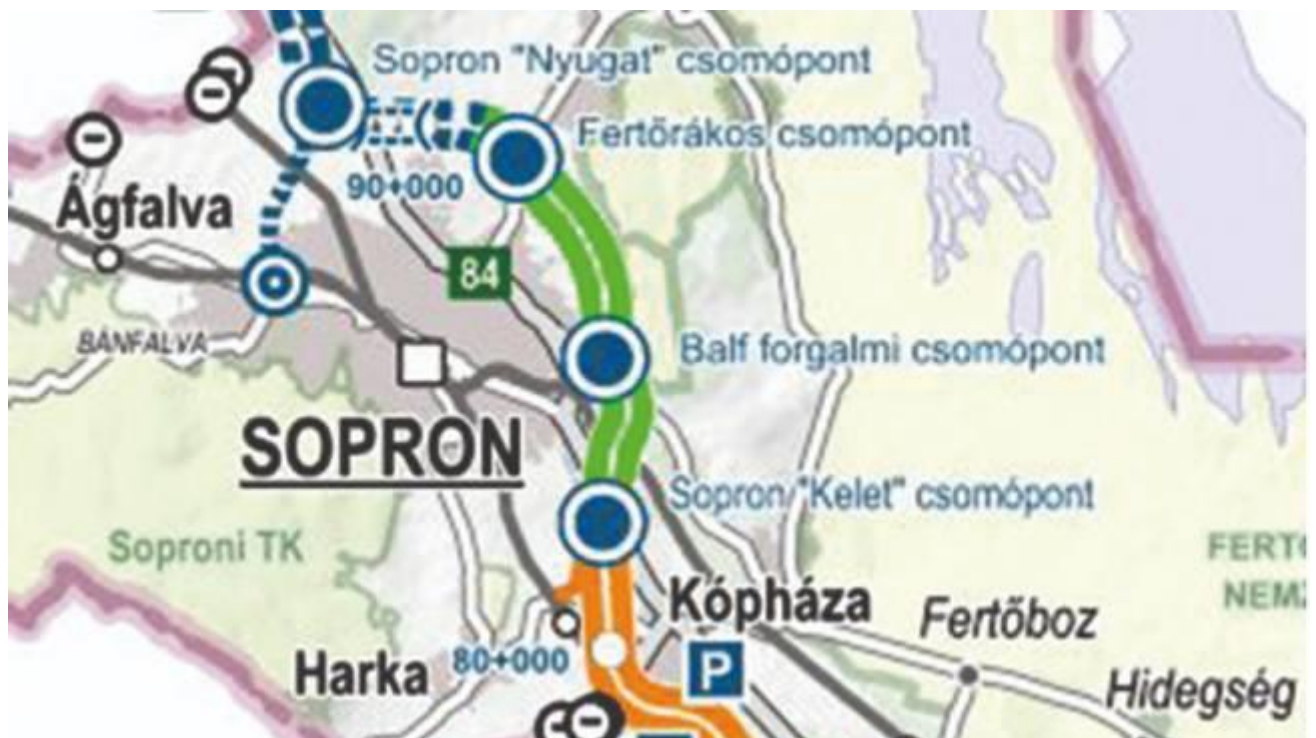 Sopron "Nyugat" csomópont
Fertőrákos csomópont
90+000
Ágfalva
84
BÁNFALVA
Balf forgalmi csomópont
SOPRON
Sopron "Kelet" csomópont
Soproni TK
Kópháza
Fertőboz
80+000
Harka
P
Hidegség